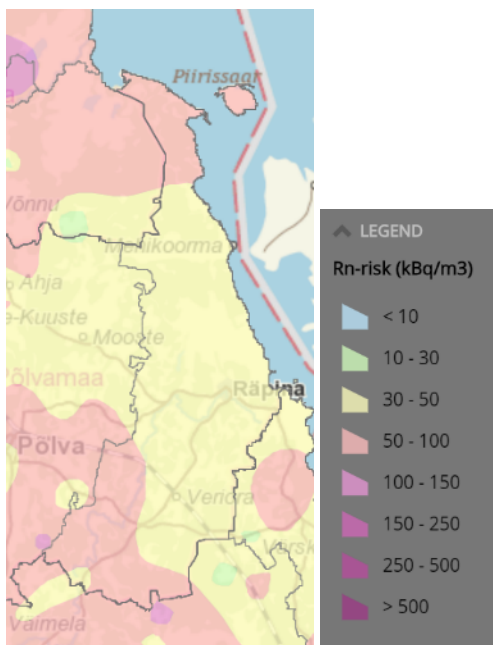 Piirissaar
Võnnu
Mehikoorma
Ahja
e-Kuuste
Mooste
Põlvamaa
Räpina
Põlva
Veriora
Värsk
Vaimela
LEGEND
Rn-risk (kBq/m3)
< 10
10 - 30
30 - 50
50 - 100
100 - 150
150 - 250
250 - 500
> 500